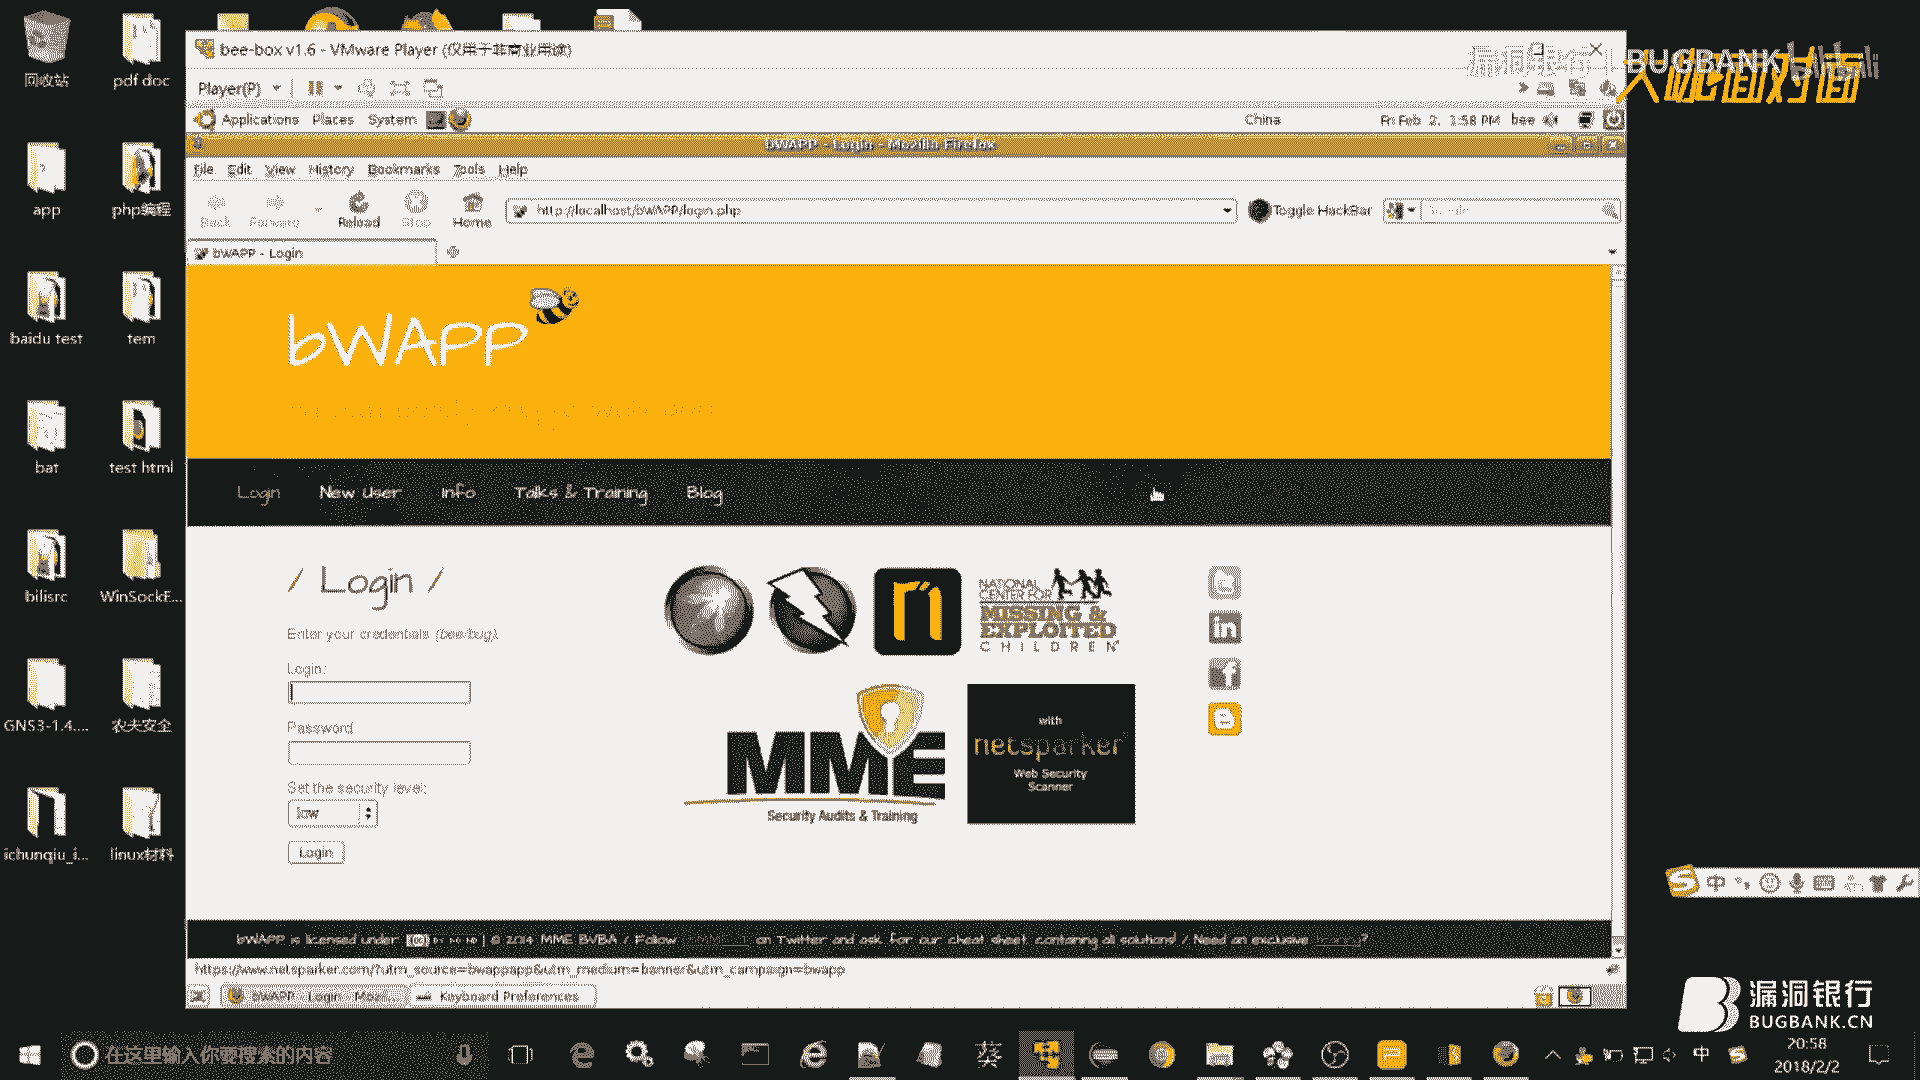 回收站
pdf doc
app
php编程
baidu test
tem
bat
test html
bilisrc
WinSockE...
GNS3-1.4....
农夫安全
ichunqiu_i...
linux材料
bee-box v1.6 - VMware Player (仅用于非商业用途)
漏洞银行 | BUGBANK
大咖面对面
Player(P)
Applications Places System
China
Fri Feb 2, 1:58 PM bee
bWAPP - Login - Mozilla Firefox
File Edit View History Bookmarks Tools Help
Back Forward Reload Stop Home
http://localhost/bWAPP/login.php
Toggle HackBar
Google
bWAPP - Login
bWAPP
Login New User Info Talks & Training Blog
/ Login /
Enter your credentials (bee/bug).
Login:
Password:
Set the security level:
low
Login
NATIONAL
CENTER FOR
MISSING &
EXPLOITED
CHILDREN
MME
Security Audits & Training
with
netsparker
Web Security
Scanner
bWAPP is licensed under
| © 2014 MME BVBA / Follow
on Twitter and ask for our cheat sheet, containing all solutions! / Need an exclusive training?
https://www.netsparker.com/?utm_source=bwappapp&utm_medium=banner&utm_campaign=bwapp
bWAPP - Login - Mozil...
Keyboard Preferences
中
漏洞银行
BUGBANK.CN
在这里输入你要搜索的内容
葵
中
20:58
2018/2/2